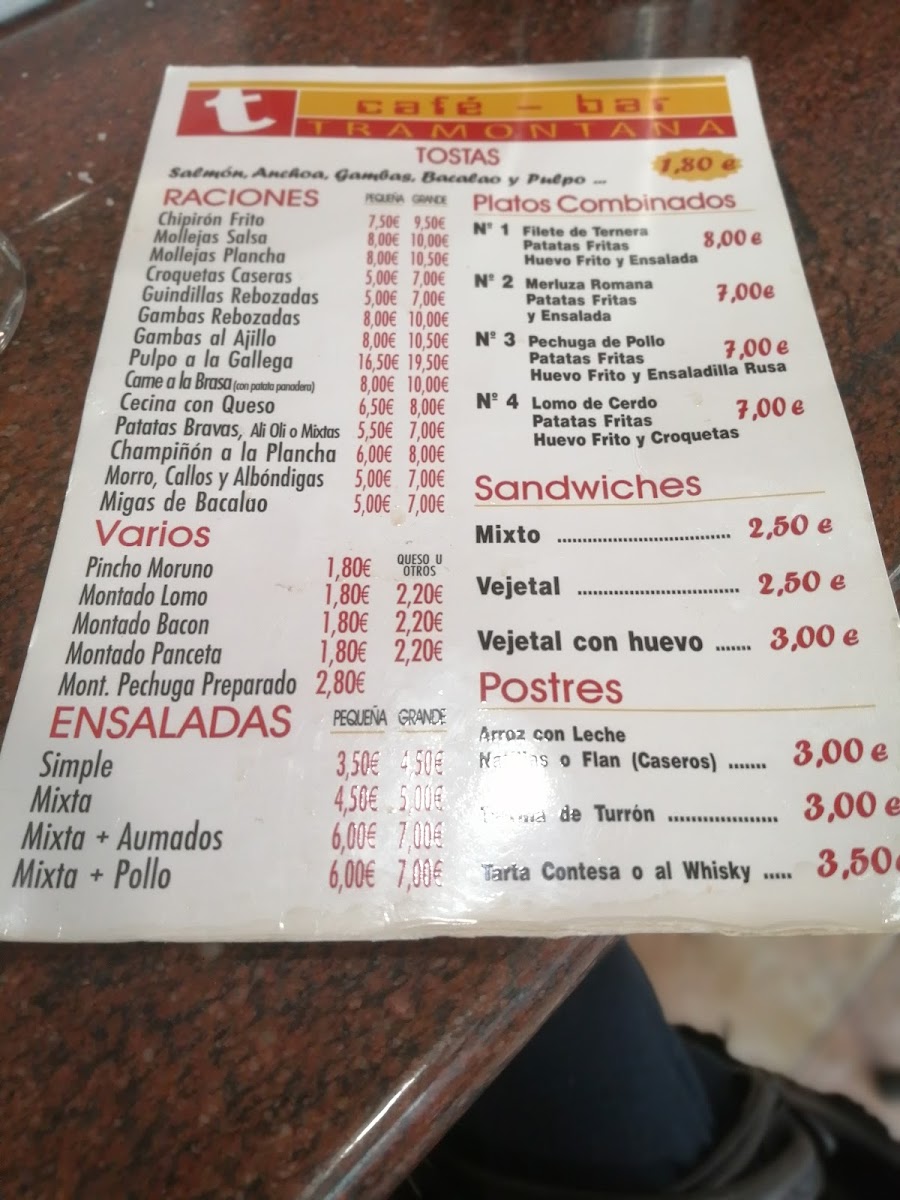 t café - bar
TRAMONTANA
TOSTAS
Salmón, Anchoa, Gambas, Bacalao y Pulpo ... 1,80 €
RACIONES PEQUEÑA GRANDE
Chipirón Frito 7,50€ 9,50€
Mollejas Salsa 8,00€ 10,00€
Mollejas Plancha 8,00€ 10,50€
Croquetas Caseras 5,00€ 7,00€
Guindillas Rebozadas 5,00€ 7,00€
Gambas Rebozadas 8,00€ 10,00€
Gambas al Ajillo 8,00€ 10,50€
Pulpo a la Gallega 16,50€ 19,50€
Carne a la Brasa (con patata panadera) 8,00€ 10,00€
Cecina con Queso 6,50€ 8,00€
Patatas Bravas, Ali Oli o Mixtas 5,50€ 7,00€
Champiñón a la Plancha 6,00€ 8,00€
Morro, Callos y Albóndigas 5,00€ 7,00€
Migas de Bacalao 5,00€ 7,00€
Varios
QUESO U
OTROS
Pincho Moruno 1,80€
Montado Lomo 1,80€ 2,20€
Montado Bacon 1,80€ 2,20€
Montado Panceta 1,80€ 2,20€
Mont. Pechuga Preparado 2,80€
ENSALADAS PEQUEÑA GRANDE
Simple 3,50€ 4,50€
Mixta 4,50€ 5,00€
Mixta + Aumados 6,00€ 7,00€
Mixta + Pollo 6,00€ 7,00€
Platos Combinados
Nº 1 Filete de Ternera
Patatas Fritas 8,00 €
Huevo Frito y Ensalada
Nº 2 Merluza Romana
Patatas Fritas 7,00€
y Ensalada
Nº 3 Pechuga de Pollo
Patatas Fritas 7,00 €
Huevo Frito y Ensaladilla Rusa
Nº 4 Lomo de Cerdo
Patatas Fritas 7,00 €
Huevo Frito y Croquetas
Sandwiches
Mixto ................................. 2,50 €
Vejetal .............................. 2,50 €
Vejetal con huevo ....... 3,00 €
Postres
Arroz con Leche
o Flan (Caseros) ....... 3,00 €
de Turrón .................... 3,00 €
Tarta Contesa o al Whisky ..... 3,50€